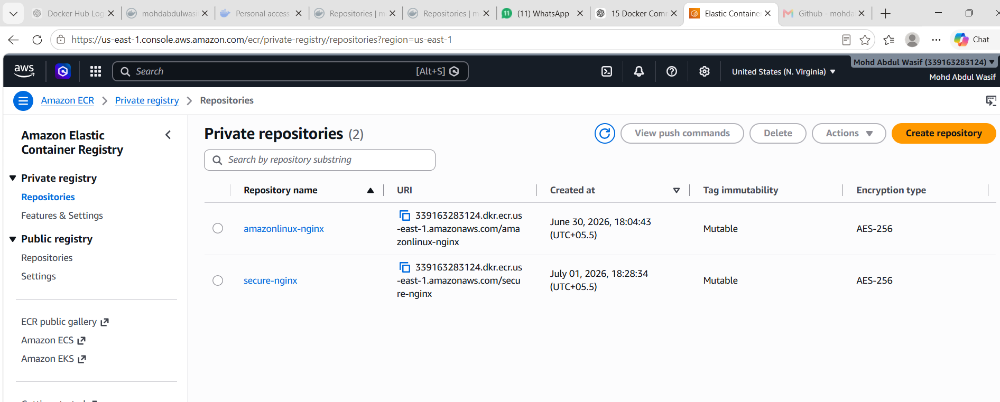 Docker Hub Log
mohdabdulwasi
Personal access
Repositories | m
Repositories | m
11
(11) WhatsApp
15 Docker Comm
Elastic Container
Github - mohda
https://us-east-1.console.aws.amazon.com/ecr/private-registry/repositories?region=us-east-1
Chat
aws
Search
[Alt+S]
United States (N. Virginia)
Mohd Abdul Wasif (339163283124)
Mohd Abdul Wasif
Amazon ECR
Private registry
Repositories
Amazon Elastic
Container Registry
Private registry
Repositories
Features & Settings
Public registry
Repositories
Settings
ECR public gallery
Amazon ECS
Amazon EKS
Private repositories (2)
View push commands
Delete
Actions
Create repository
Search by repository substring
Repository name
URI
Created at
Tag immutability
Encryption type
amazonlinux-nginx
339163283124.dkr.ecr.us
-east-1.amazonaws.com/ama
zonlinux-nginx
June 30, 2026, 18:04:43
(UTC+05.5)
Mutable
AES-256
secure-nginx
339163283124.dkr.ecr.us
-east-1.amazonaws.com/secu
re-nginx
July 01, 2026, 18:28:34
(UTC+05.5)
Mutable
AES-256